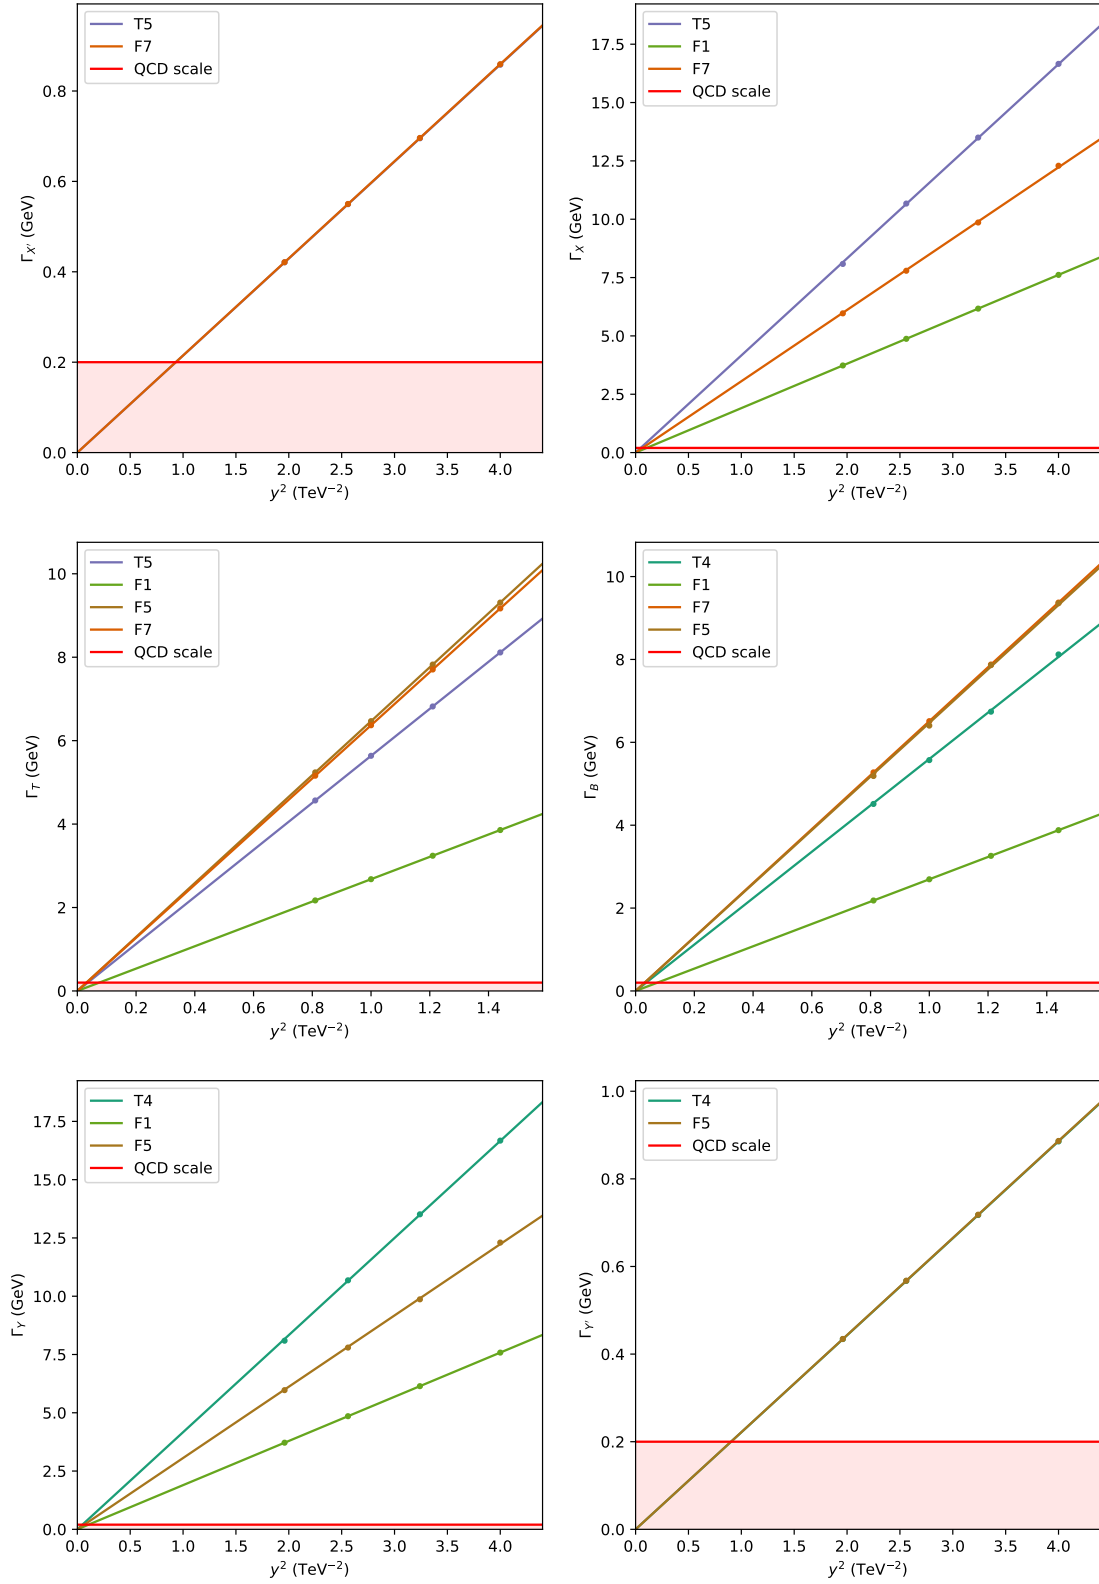 T5
F7
QCD scale
Γ_{X'} (GeV)
0.8
0.6
0.4
0.2
0.0
0.0 0.5 1.0 1.5 2.0 2.5 3.0 3.5 4.0
y² (TeV⁻²)
T5
F1
F7
QCD scale
Γ_X (GeV)
17.5
15.0
12.5
10.0
7.5
5.0
2.5
0.0
0.0 0.5 1.0 1.5 2.0 2.5 3.0 3.5 4.0
y² (TeV⁻²)
T5
F1
F5
F7
QCD scale
Γ_T (GeV)
10
8
6
4
2
0
0.0 0.2 0.4 0.6 0.8 1.0 1.2 1.4
y² (TeV⁻²)
T4
F1
F7
F5
QCD scale
Γ_B (GeV)
10
8
6
4
2
0
0.0 0.2 0.4 0.6 0.8 1.0 1.2 1.4
y² (TeV⁻²)
T4
F1
F5
QCD scale
Γ_Y (GeV)
17.5
15.0
12.5
10.0
7.5
5.0
2.5
0.0
0.0 0.5 1.0 1.5 2.0 2.5 3.0 3.5 4.0
y² (TeV⁻²)
T4
F5
QCD scale
Γ_{Y'} (GeV)
1.0
0.8
0.6
0.4
0.2
0.0
0.0 0.5 1.0 1.5 2.0 2.5 3.0 3.5 4.0
y² (TeV⁻²)